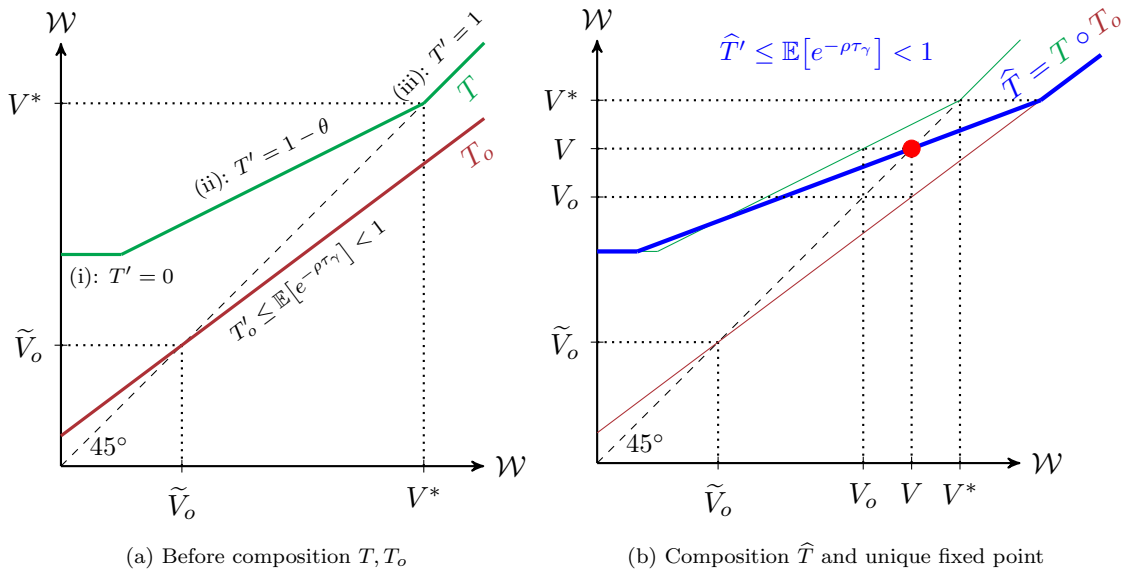 𝒲
(iii): T′ = 1
T
V*
(ii): T′ = 1 − θ
T_o
(i): T′ = 0
T′_o ≤ 𝔼[e^{−ρτ_γ}] < 1
Ṽ_o
45°
𝒲
Ṽ_o
V*
(a) Before composition T, T_o
𝒲
T̂′ ≤ 𝔼[e^{−ρτ_γ}] < 1
T̂ = T ∘ T_o
V*
V
V_o
Ṽ_o
45°
𝒲
Ṽ_o
V_o
V
V*
(b) Composition T̂ and unique fixed point